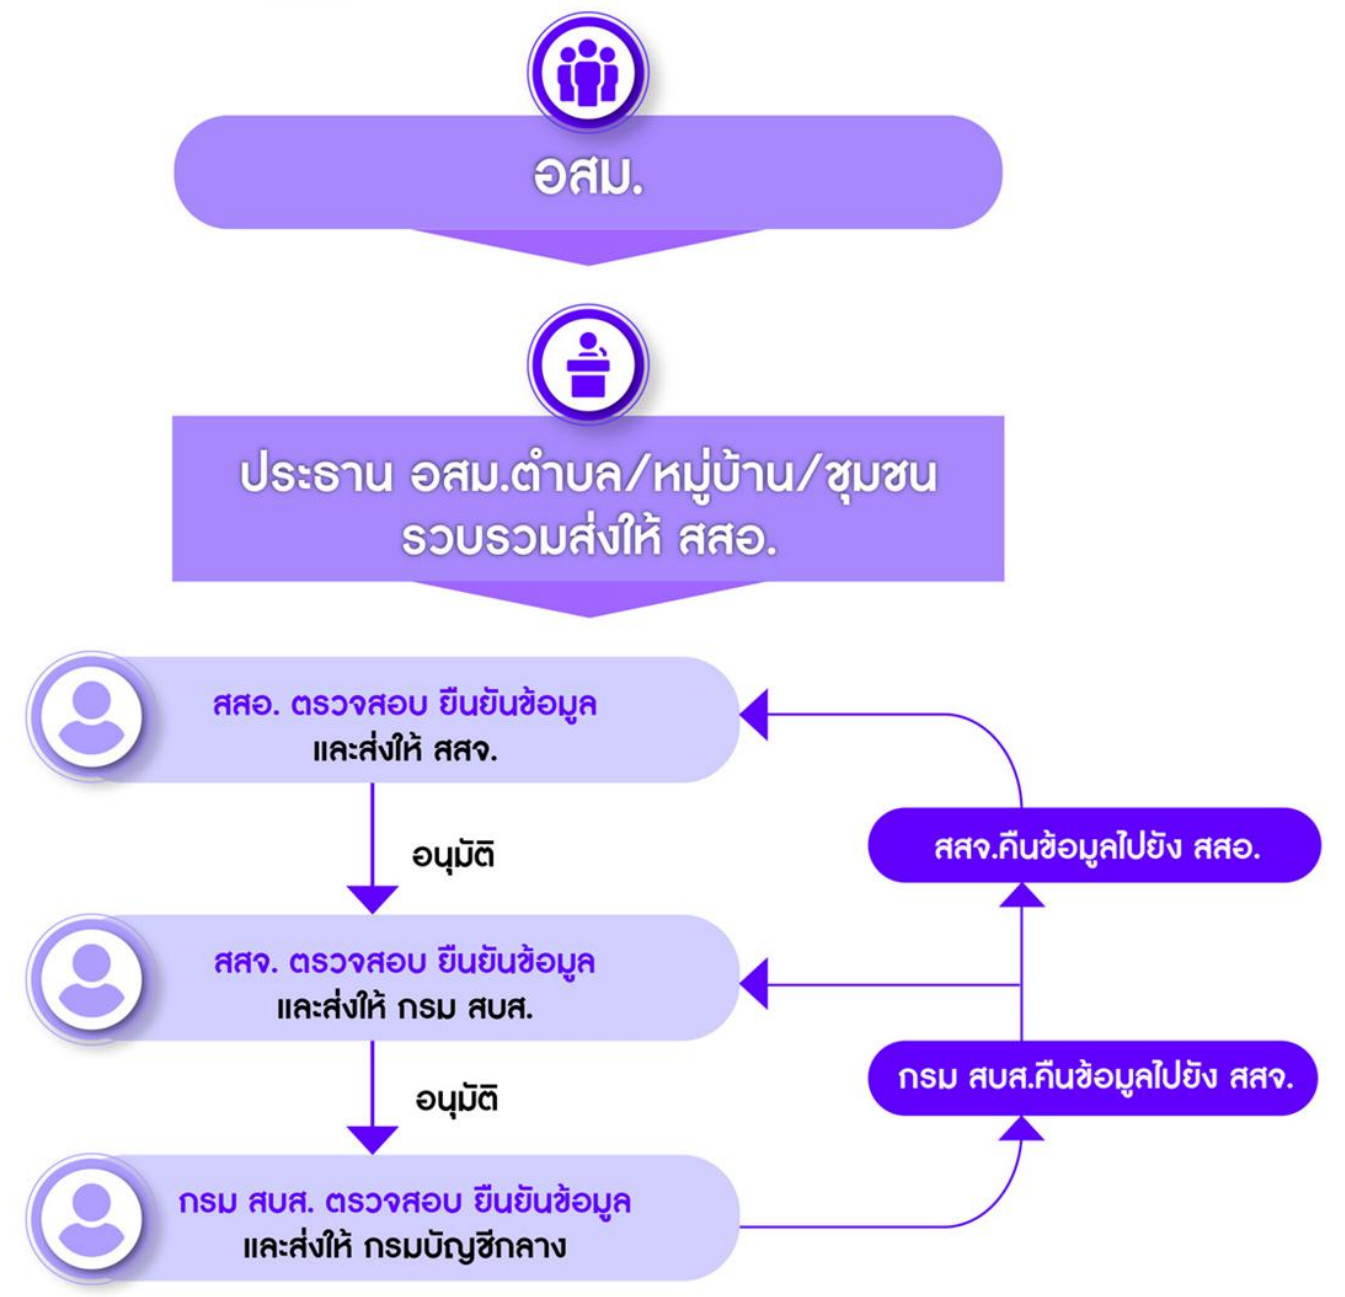 อสม.
ประธาน อสม.ตำบล/หมู่บ้าน/ชุมชน
รวบรวมส่งให้ สสอ.
สสอ. ตรวจสอบ ยืนยันข้อมูล
และส่งให้ สสจ.
อนุมัติ
สสจ.คืนข้อมูลไปยัง สสอ.
สสจ. ตรวจสอบ ยืนยันข้อมูล
และส่งให้ กรม สบส.
กรม สบส.คืนข้อมูลไปยัง สสจ.
อนุมัติ
กรม สบส. ตรวจสอบ ยืนยันข้อมูล
และส่งให้ กรมบัญชีกลาง